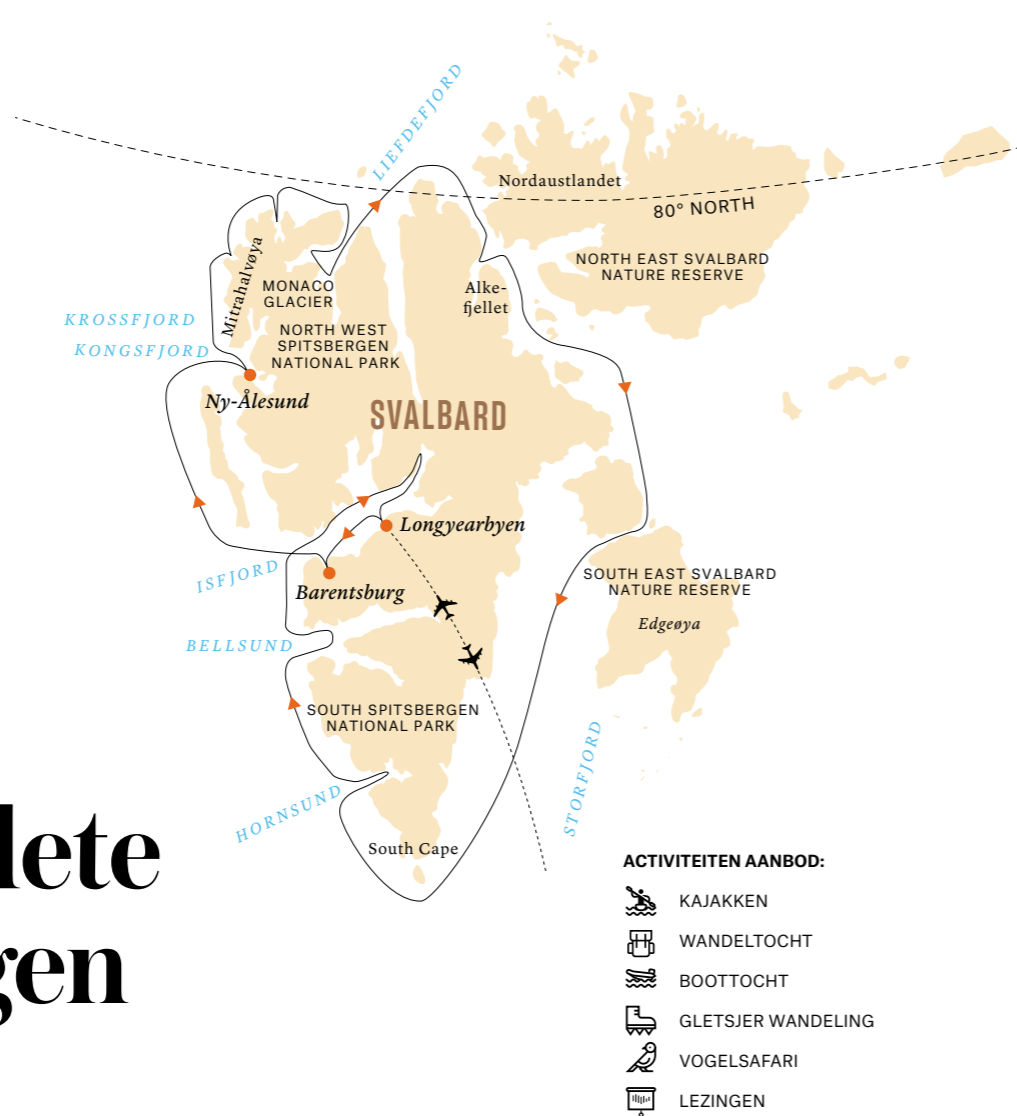 LIEFDEFJORD
Nordaustlandet
80° NORTH
NORTH EAST SVALBARD
NATURE RESERVE
Alke-
fjellet
Mitrahalvøya
MONACO
GLACIER
KROSSFJORD
KONGSFJORD
NORTH WEST
SPITSBERGEN
NATIONAL PARK
Ny-Ålesund
SVALBARD
Longyearbyen
ISFJORD
Barentsburg
SOUTH EAST SVALBARD
NATURE RESERVE
Edgeøya
BELLSUND
SOUTH SPITSBERGEN
NATIONAL PARK
STORFJORD
HORNSUND
South Cape
lete
gen
ACTIVITEITEN AANBOD:
KAJAKKEN
WANDELTOCHT
BOOTTOCHT
GLETSJER WANDELING
VOGELSAFARI
LEZINGEN